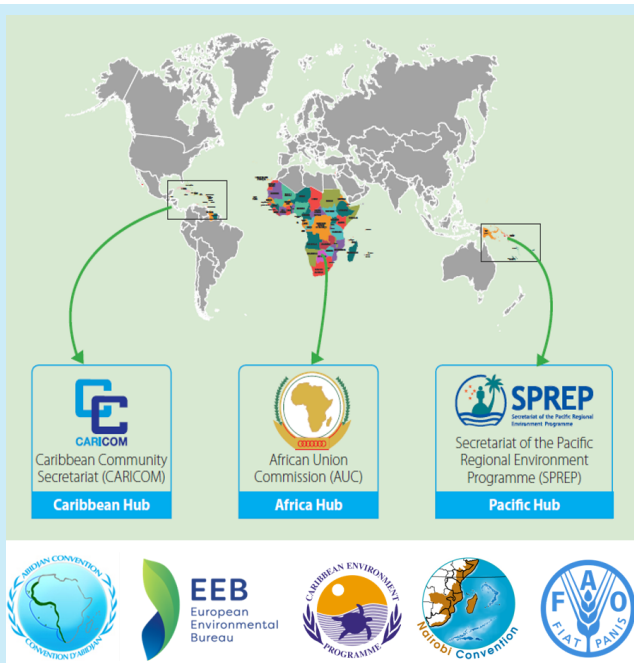 CARICOM
Caribbean Community
Secretariat (CARICOM)
Caribbean Hub
African Union
Commission (AUC)
Africa Hub
SPREP
Secretariat of the Pacific Regional
Environment Programme
Secretariat of the Pacific
Regional Environment
Programme (SPREP)
Pacific Hub
ABIDJAN CONVENTION
CONVENTION D'ABIDJAN
EEB
European
Environmental
Bureau
CARIBBEAN ENVIRONMENT
PROGRAMME
Nairobi Convention
F A O
FIAT PANIS